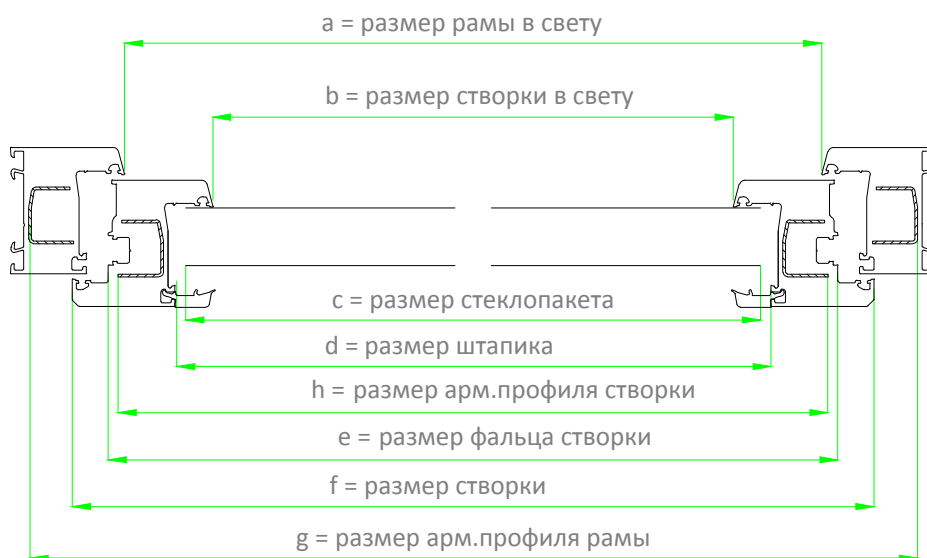 a = размер рамы в свету
b = размер створки в свету
c = размер стеклопакета
d = размер штапика
h = размер арм.профиля створки
e = размер фальца створки
f = размер створки
g = размер арм.профиля рамы